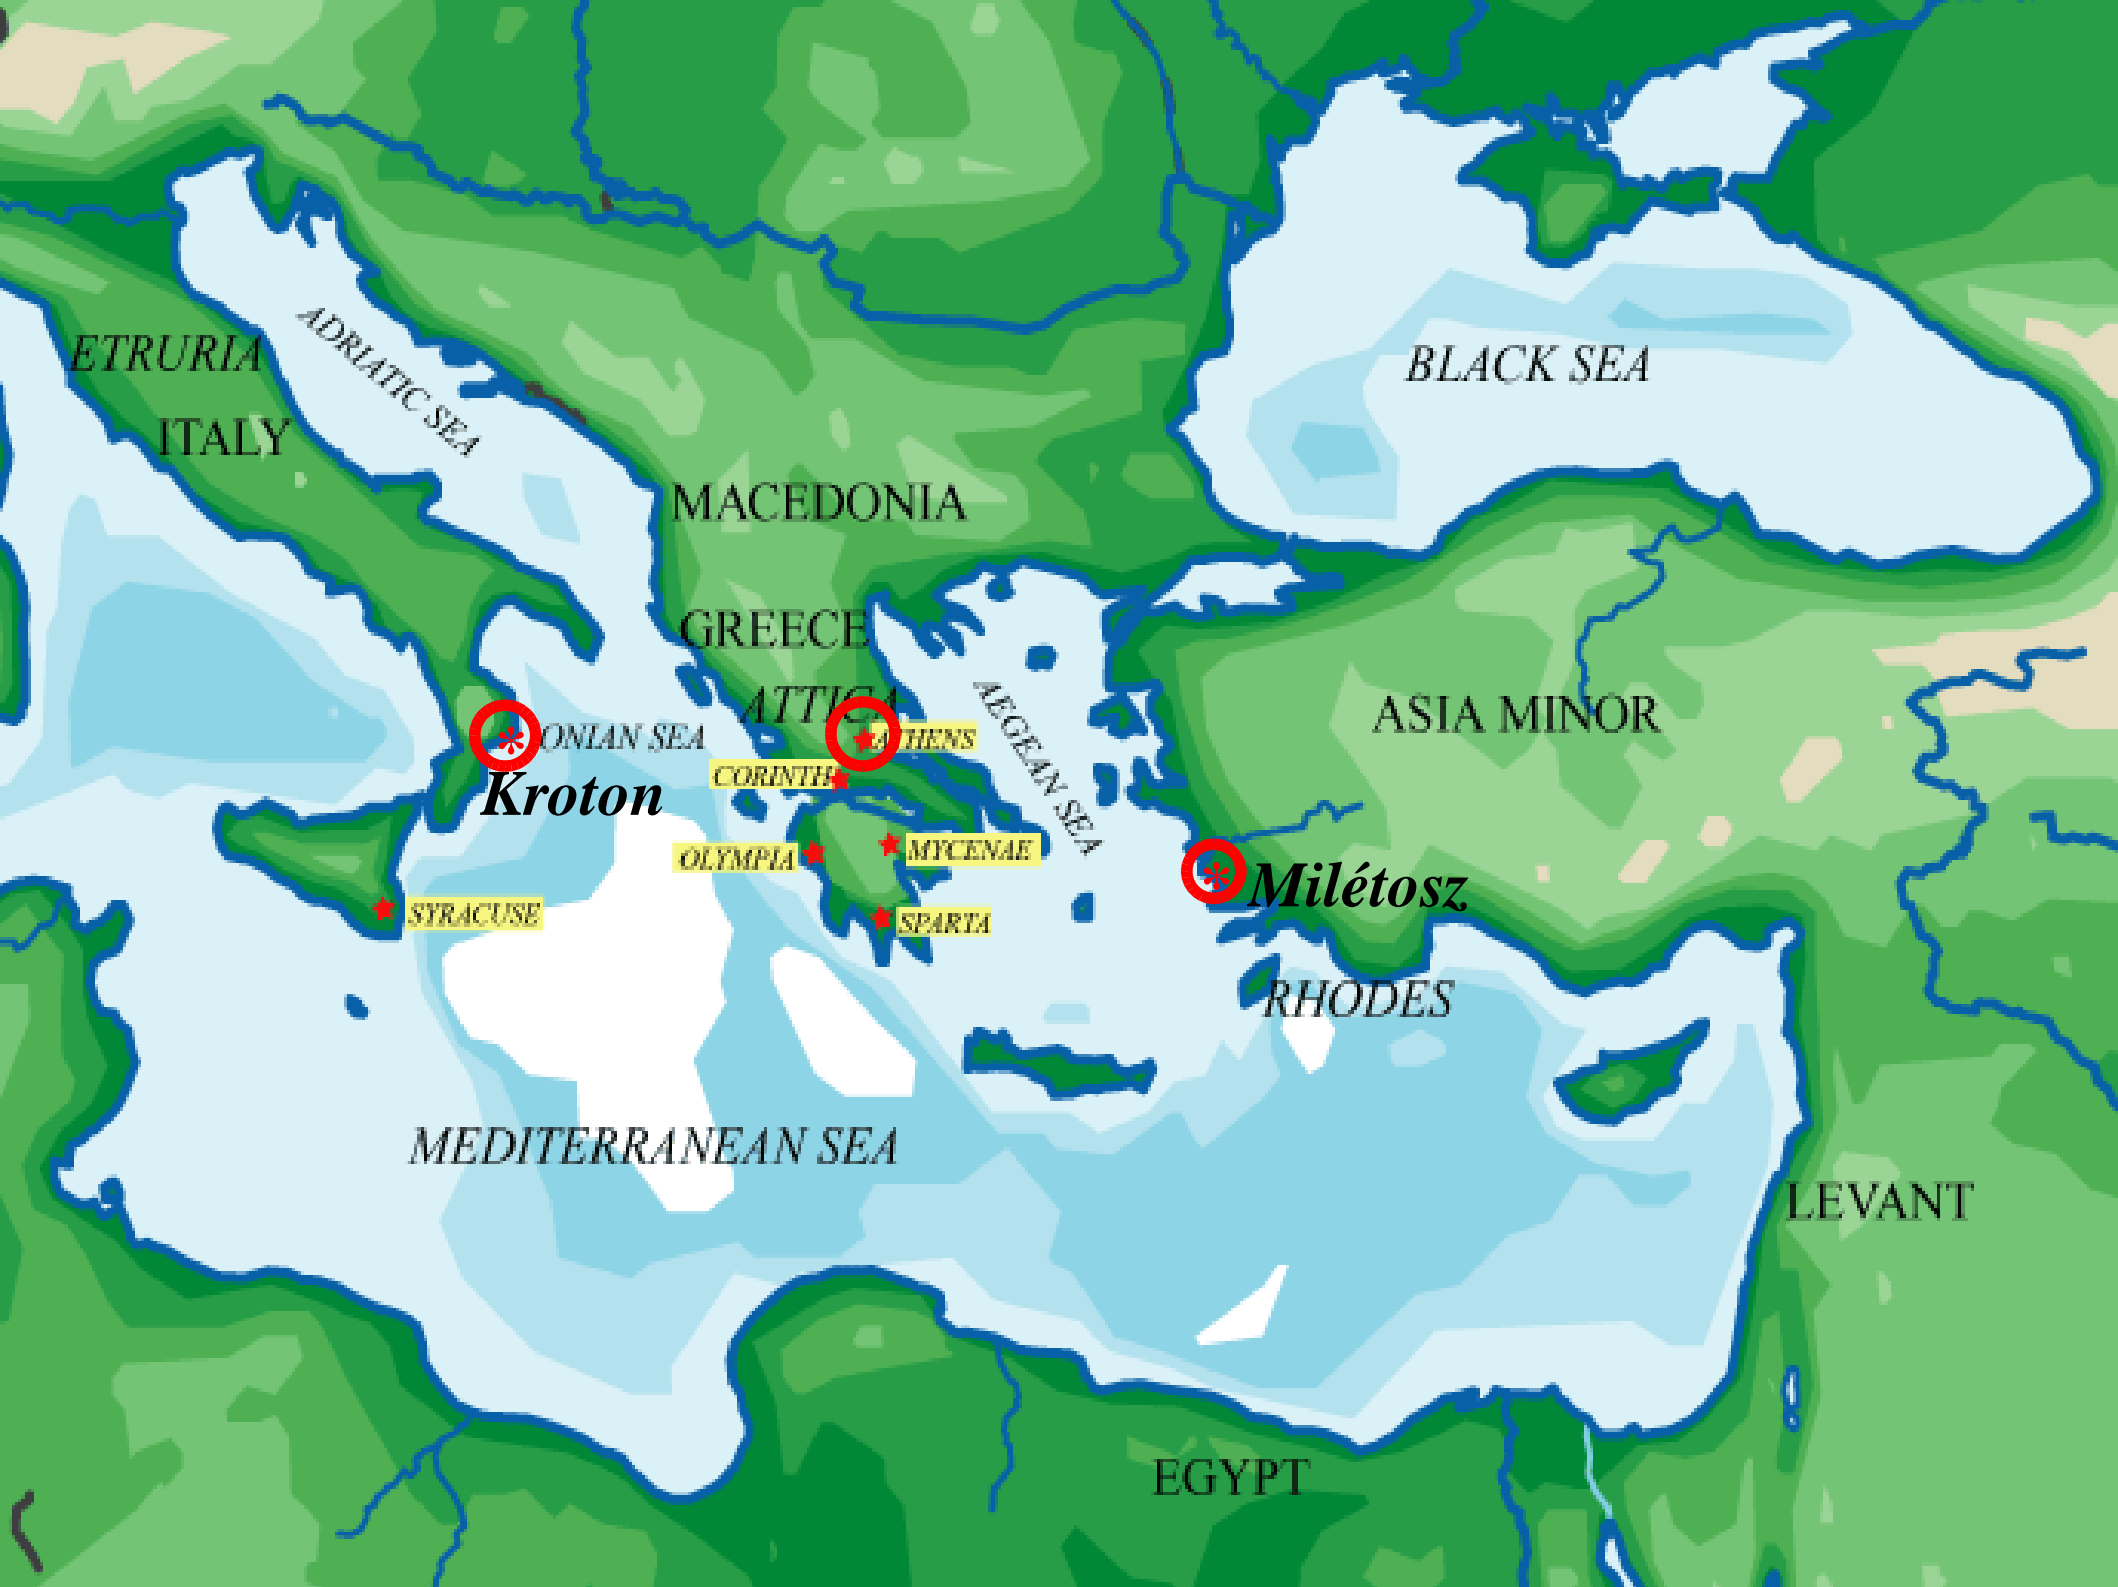 ETRURIA
ADRIATIC SEA
BLACK SEA
ITALY
MACEDONIA
GREECE
ATTICA
AEGEAN SEA
ASIA MINOR
ONIAN SEA
ATHENS
CORINTH
Kroton
OLYMPIA
MYCENAE
Milétosz
SYRACUSE
SPARTA
RHODES
MEDITERRANEAN SEA
LEVANT
EGYPT